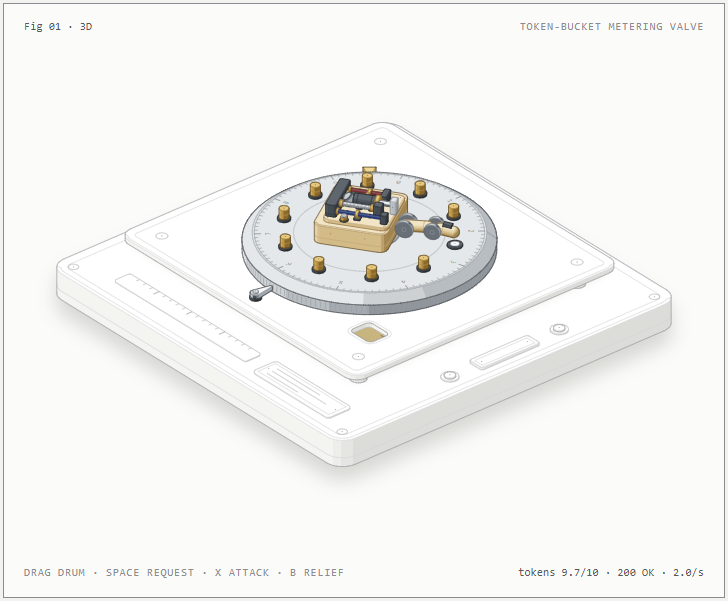 Fig 01 · 3D
TOKEN-BUCKET METERING VALVE
DRAG DRUM · SPACE REQUEST · X ATTACK · B RELIEF
tokens 9.7/10 · 200 OK · 2.0/s